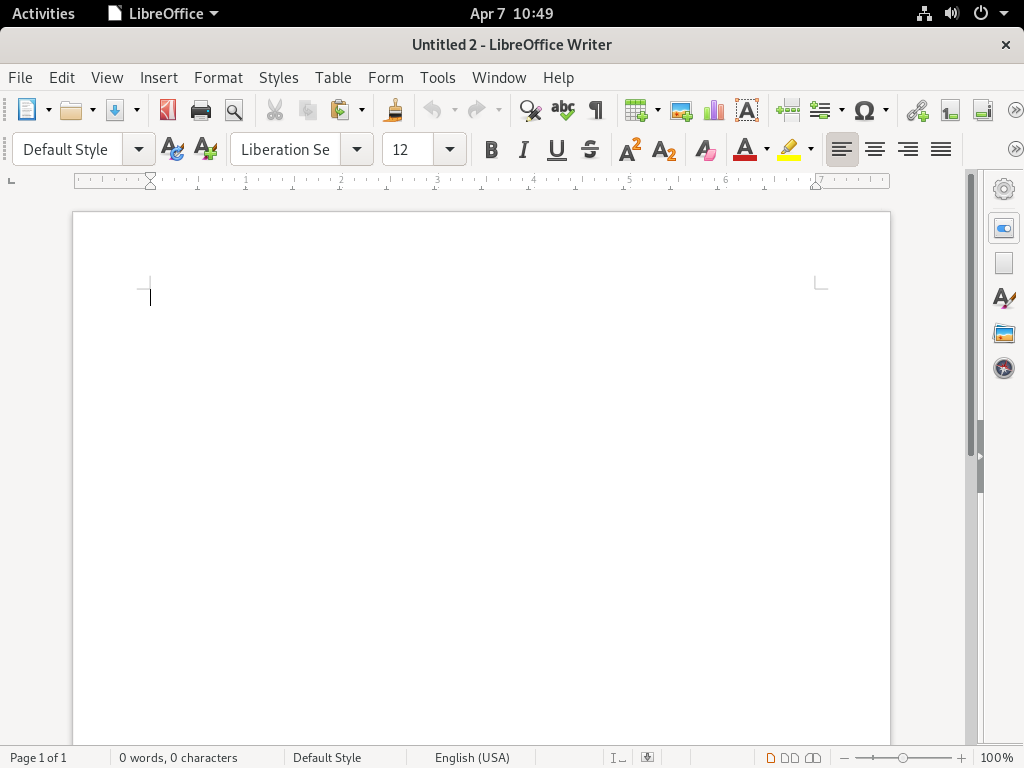 Activities LibreOffice Apr 7 10:49
Untitled 2 - LibreOffice Writer
File Edit View Insert Format Styles Table Form Tools Window Help
Default Style Liberation Se 12
1 2 3 4 5 6 7
Page 1 of 1 0 words, 0 characters Default Style English (USA) 100%